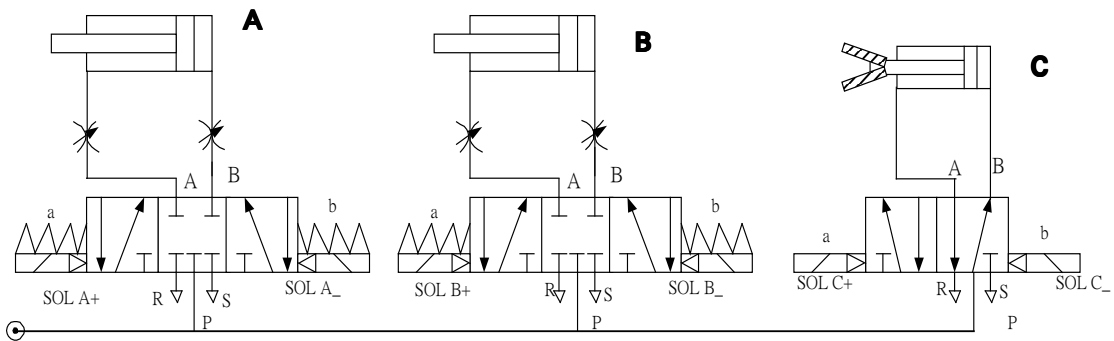 A
B
C
A B
A B
A B
a b
a b
a b
SOL A+ R S SOL A_
SOL B+ R S SOL B_
SOL C+ R S SOL C_
P
P
P